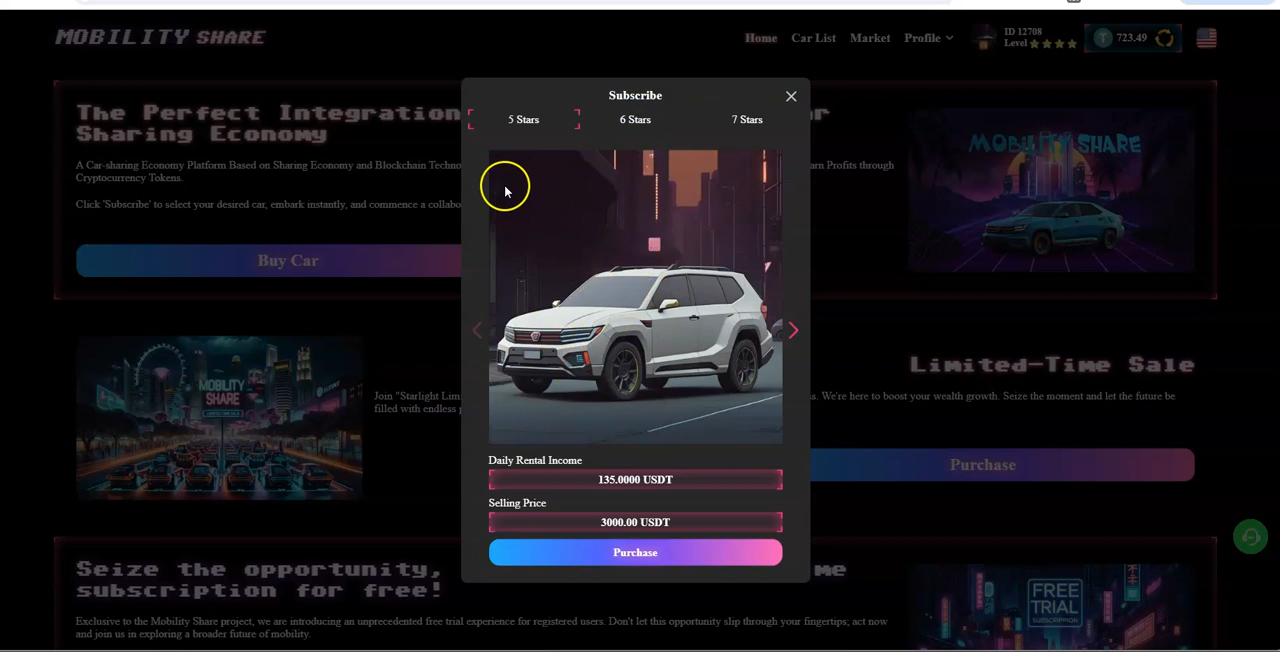 MOBILITY SHARE
Home Car List Market Profile
ID 12708
Level
723.49
The Perfect Integration
Sharing Economy
A Car-sharing Economy Platform Based on Sharing Economy and Blockchain
arn Profits through
Cryptocurrency Tokens.
Click 'Subscribe' to select your desired car, embark instantly, and commence a
Buy Car
MOBILITY SHARE
Subscribe
5 Stars 6 Stars 7 Stars
Daily Rental Income
135.0000 USDT
Selling Price
3000.00 USDT
Purchase
MOBILITY
SHARE
Limited-Time Sale
Join "Starlight
s. We're here to boost your wealth growth. Seize the moment and let the future be
filled with endless
Purchase
Seize the opportunity,
me
subscription for free!
Exclusive to the Mobility Share project, we are introducing an unprecedented free trial experience for registered users. Don't let this opportunity slip through your fingertips; act now
and join us in exploring a broader future of mobility.
FREE
TRIAL
SUBSCRIPTION